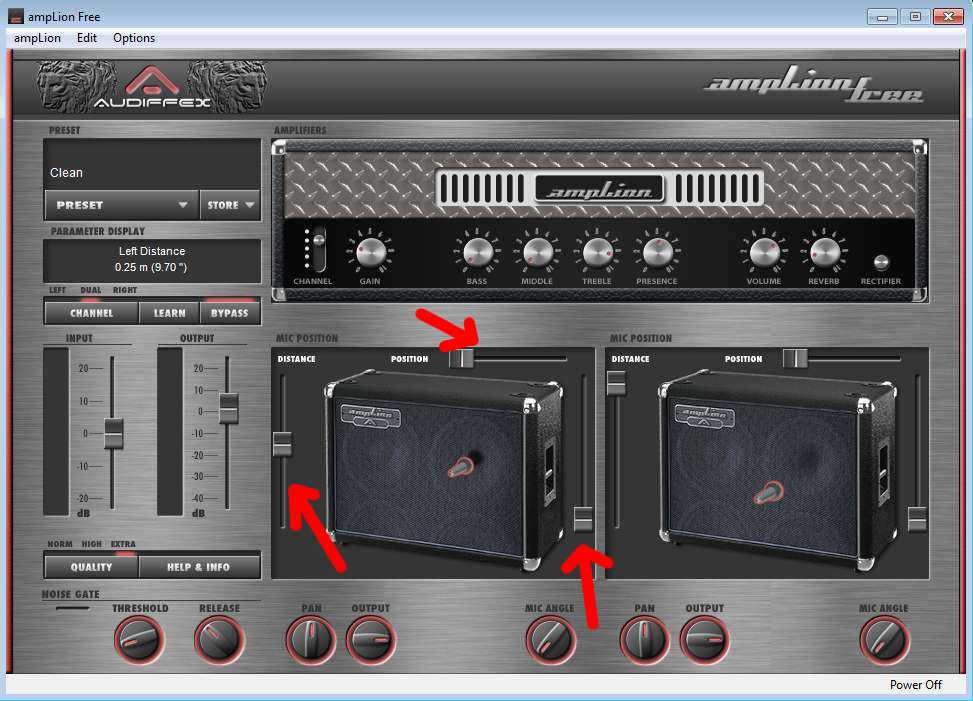 ampLion Free
ampLion Edit Options
AUDIFFEX
ampLion free
PRESET
Clean
PRESET STORE
PARAMETER DISPLAY
Left Distance
0.25 m (9.70 ")
LEFT DUAL RIGHT
CHANNEL LEARN BYPASS
AMPLIFIERS
ampLion
CHANNEL GAIN BASS MIDDLE TREBLE PRESENCE VOLUME REVERB RECTIFIER
INPUT
20
10
0
-10
-20
dB
OUTPUT
20
10
0
-10
-20
-30
-40
dB
MIC POSITION
DISTANCE POSITION
ampLion
MIC POSITION
DISTANCE POSITION
ampLion
NORM HIGH EXTRA
QUALITY HELP & INFO
NOISE GATE
THRESHOLD RELEASE PAN OUTPUT MIC ANGLE PAN OUTPUT MIC ANGLE
Power Off